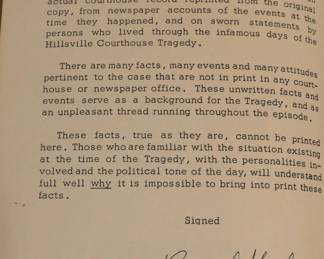 actual courthouse record reprinted from the original
copy, from newspaper accounts of the events at the
time they happened, and on sworn statements by
persons who lived through the infamous days of the
Hillsville Courthouse Tragedy.
There are many facts, many events and many attitudes
pertinent to the case that are not in print in any court-
house or newspaper office. These unwritten facts and
events serve as a background for the Tragedy, and as
an unpleasant thread running throughout the episode.
These facts, true as they are, cannot be printed
here. Those who are familiar with the situation existing
at the time of the Tragedy, with the personalities in-
volved and the political tone of the day, will understand
full well why it is impossible to bring into print these
facts.
Signed